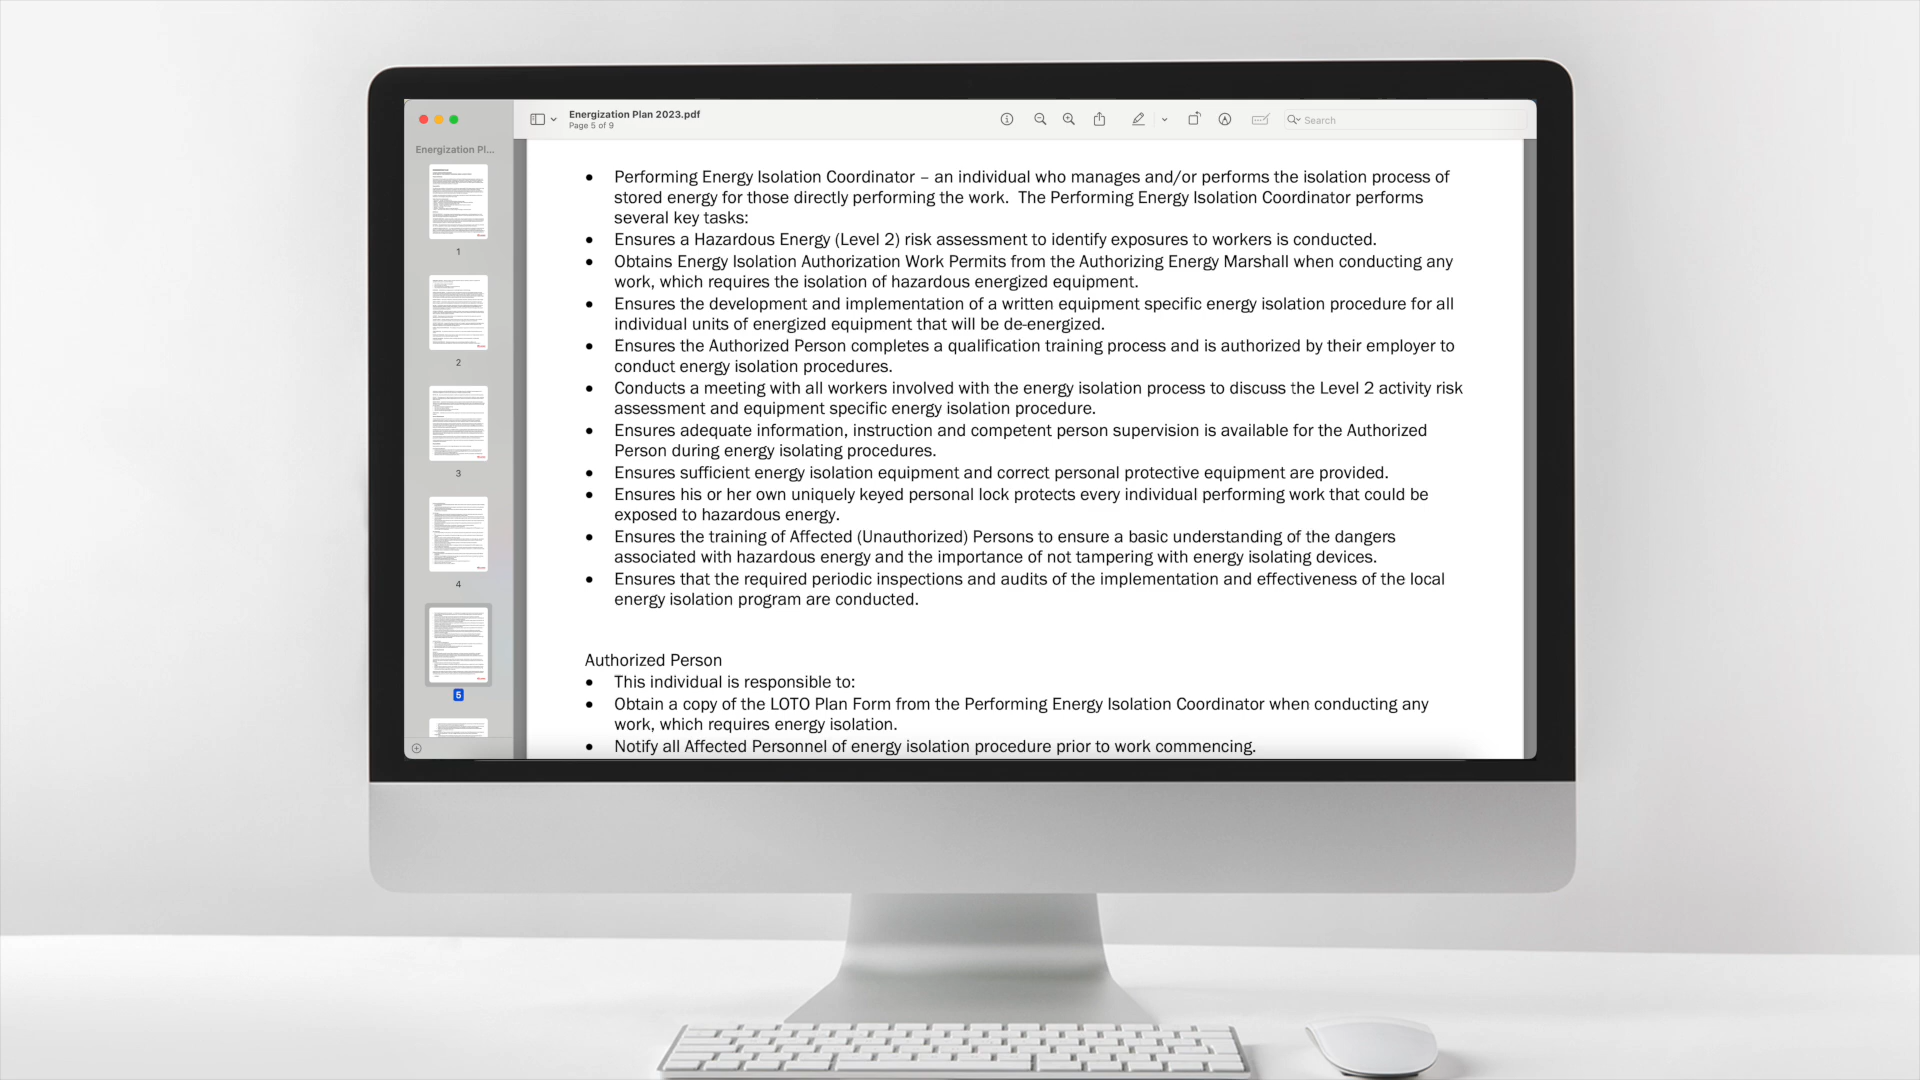 Energization Plan 2023.pdf
Page 5 of 9
Search
Energization Pl...
1
2
3
4
5
• Performing Energy Isolation Coordinator – an individual who manages and/or performs the isolation process of
stored energy for those directly performing the work. The Performing Energy Isolation Coordinator performs
several key tasks:
• Ensures a Hazardous Energy (Level 2) risk assessment to identify exposures to workers is conducted.
• Obtains Energy Isolation Authorization Work Permits from the Authorizing Energy Marshall when conducting any
work, which requires the isolation of hazardous energized equipment.
• Ensures the development and implementation of a written equipment specific energy isolation procedure for all
individual units of energized equipment that will be de-energized.
• Ensures the Authorized Person completes a qualification training process and is authorized by their employer to
conduct energy isolation procedures.
• Conducts a meeting with all workers involved with the energy isolation process to discuss the Level 2 activity risk
assessment and equipment specific energy isolation procedure.
• Ensures adequate information, instruction and competent person supervision is available for the Authorized
Person during energy isolating procedures.
• Ensures sufficient energy isolation equipment and correct personal protective equipment are provided.
• Ensures his or her own uniquely keyed personal lock protects every individual performing work that could be
exposed to hazardous energy.
• Ensures the training of Affected (Unauthorized) Persons to ensure a basic understanding of the dangers
associated with hazardous energy and the importance of not tampering with energy isolating devices.
• Ensures that the required periodic inspections and audits of the implementation and effectiveness of the local
energy isolation program are conducted.
Authorized Person
• This individual is responsible to:
• Obtain a copy of the LOTO Plan Form from the Performing Energy Isolation Coordinator when conducting any
work, which requires energy isolation.
• Notify all Affected Personnel of energy isolation procedure prior to work commencing.